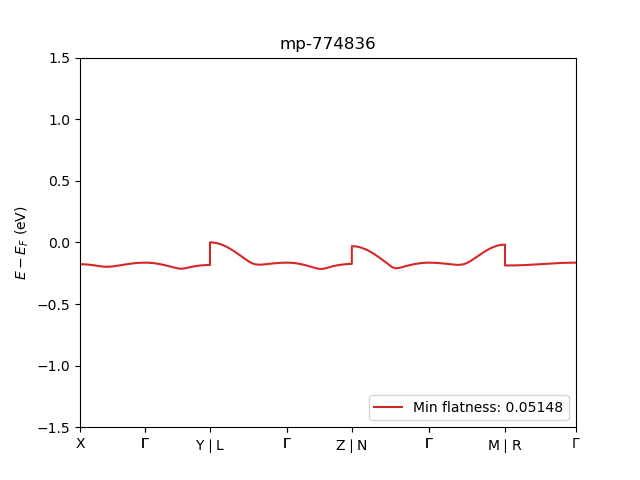 mp-774836
1.5
1.0
0.5
0.0
−0.5
−1.0
−1.5
E − E_F (eV)
Min flatness: 0.05148
X Γ Y | L Γ Z | N Γ M | R Γ